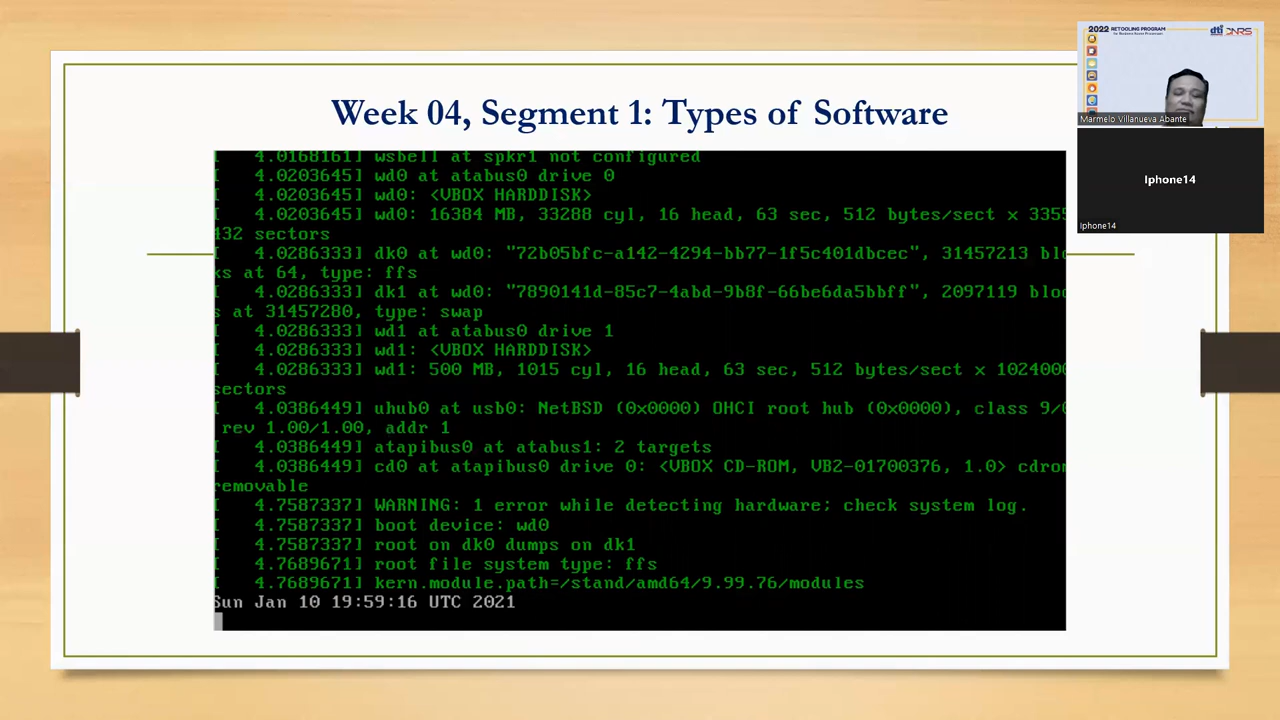 2022 RETOOLING PROGRAM
for Business Permit Processes
dti CNRS
Marmelo Villanueva Abante
Iphone14
Iphone14
Week 04, Segment 1: Types of Software
[ 4.0168161] wsbell at spkr1 not configured
[ 4.0203645] wd0 at atabus0 drive 0
[ 4.0203645] wd0: <VBOX HARDDISK>
[ 4.0203645] wd0: 16384 MB, 33288 cyl, 16 head, 63 sec, 512 bytes/sect x 3355
432 sectors
[ 4.0286333] dk0 at wd0: "72b05bfc-a142-4294-bb77-1f5c401dbcec", 31457213 blo
ks at 64, type: ffs
[ 4.0286333] dk1 at wd0: "7890141d-85c7-4abd-9b8f-66be6da5bbff", 2097119 bloc
s at 31457280, type: swap
[ 4.0286333] wd1 at atabus0 drive 1
[ 4.0286333] wd1: <VBOX HARDDISK>
[ 4.0286333] wd1: 500 MB, 1015 cyl, 16 head, 63 sec, 512 bytes/sect x 1024000
sectors
[ 4.0386449] uhub0 at usb0: NetBSD (0x0000) OHCI root hub (0x0000), class 9/0
rev 1.00/1.00, addr 1
[ 4.0386449] atapibus0 at atabus1: 2 targets
[ 4.0386449] cd0 at atapibus0 drive 0: <VBOX CD-ROM, VB2-01700376, 1.0> cdrom
removable
[ 4.7587337] WARNING: 1 error while detecting hardware; check system log.
[ 4.7587337] boot device: wd0
[ 4.7587337] root on dk0 dumps on dk1
[ 4.7689671] root file system type: ffs
[ 4.7689671] kern.module.path=/stand/amd64/9.99.76/modules
Sun Jan 10 19:59:16 UTC 2021